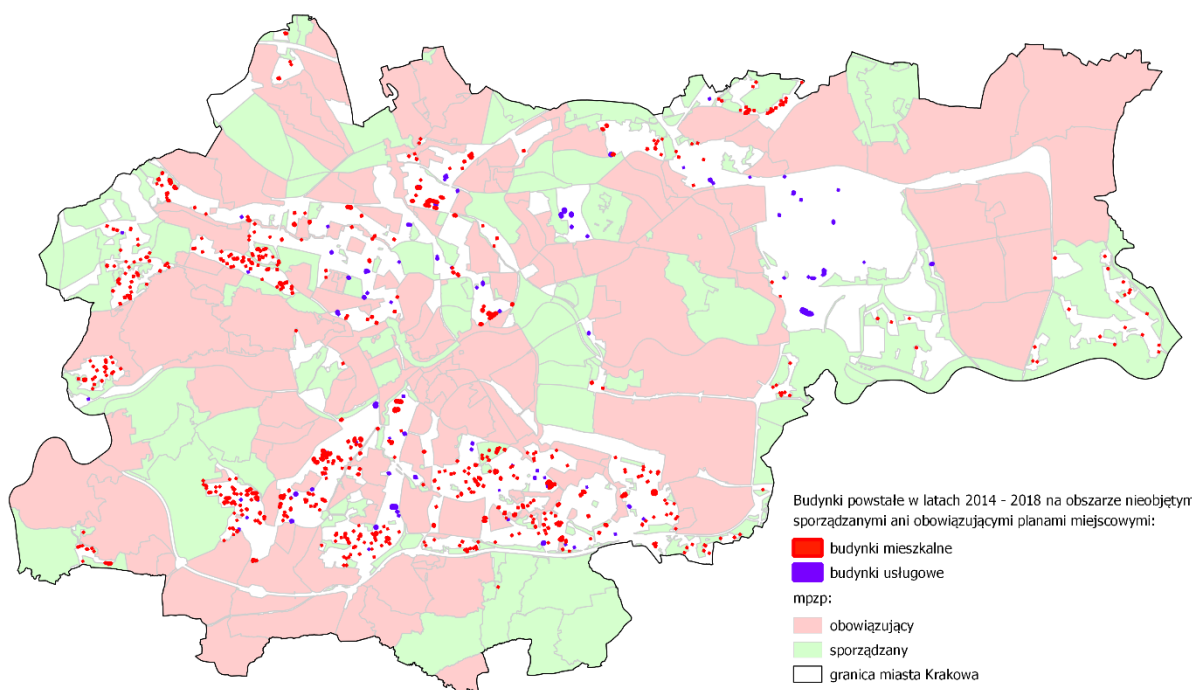 Budynki powstałe w latach 2014 - 2018 na obszarze nieobjętym
sporządzanymi ani obowiązującymi planami miejscowymi:
budynki mieszkalne
budynki usługowe
mpzp:
obowiązujący
sporządzany
granica miasta Krakowa